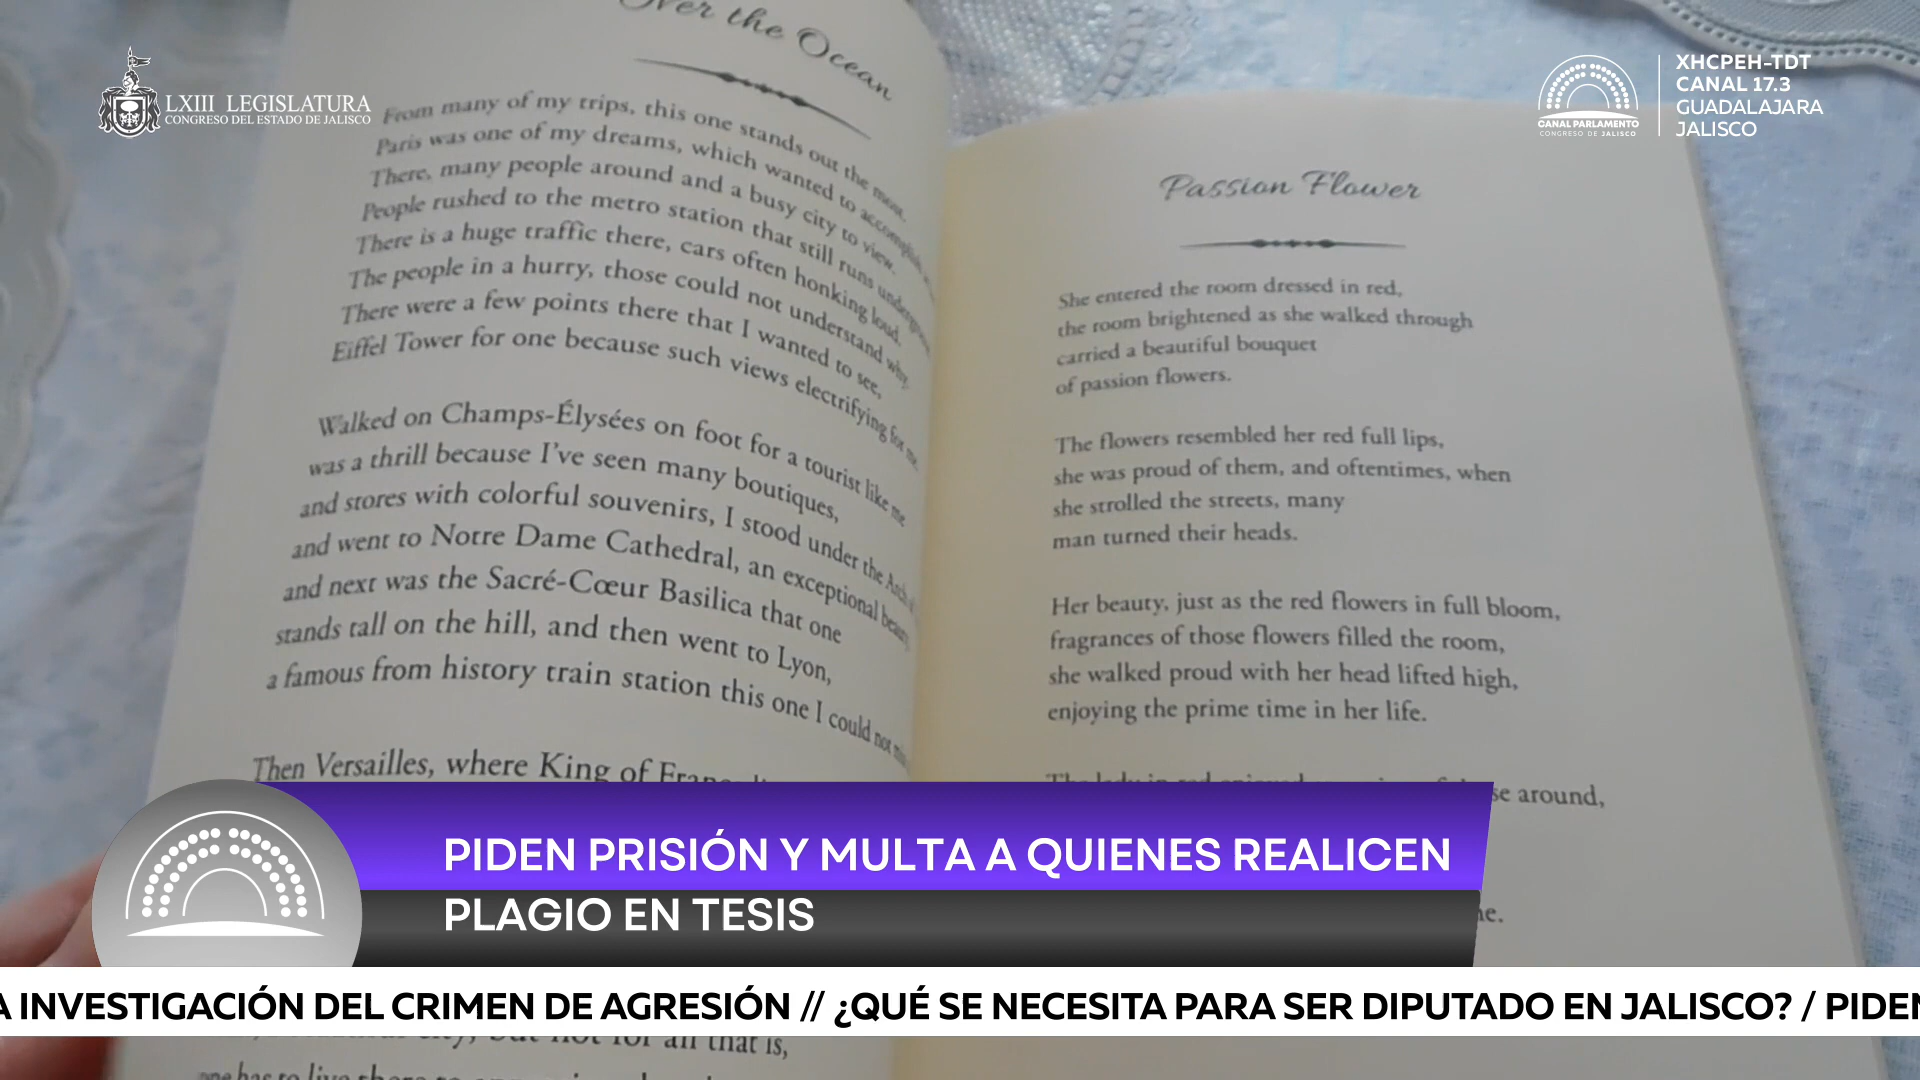 LXIII LEGISLATURA
CONGRESO DEL ESTADO DE JALISCO
CANAL PARLAMENTO
CONGRESO DE JALISCO
XHCPEH-TDT
CANAL 17.3
GUADALAJARA
JALISCO
Over the Ocean
From many of my trips, this one stands out the most.
Paris was one of my dreams, which wanted to accomplish
There, many people around and a busy city to view.
People rushed to the metro station that still runs
There is a huge traffic there, cars often honking loud.
The people in a hurry, those could not understand why.
There were a few points there that I wanted to see,
Eiffel Tower for one because such views electrifying for me.
Walked on Champs-Élysées on foot for a tourist like me
was a thrill because I've seen many boutiques,
and stores with colorful souvenirs, I stood under the
and went to Notre Dame Cathedral, an exceptional
and next was the Sacré-Cœur Basilica that one
stands tall on the hill, and then went to Lyon,
a famous from history train station this one I could not
Then Versailles, where King of
for all that is,
Passion Flower
She entered the room dressed in red,
the room brightened as she walked through
carried a beautiful bouquet
of passion flowers.
The flowers resembled her red full lips,
she was proud of them, and oftentimes, when
she strolled the streets, many
man turned their heads.
Her beauty, just as the red flowers in full bloom,
fragrances of those flowers filled the room,
she walked proud with her head lifted high,
enjoying the prime time in her life.
around,
PIDEN PRISIÓN Y MULTA A QUIENES REALICEN
PLAGIO EN TESIS
A INVESTIGACIÓN DEL CRIMEN DE AGRESIÓN // ¿QUÉ SE NECESITA PARA SER DIPUTADO EN JALISCO? / PIDEN